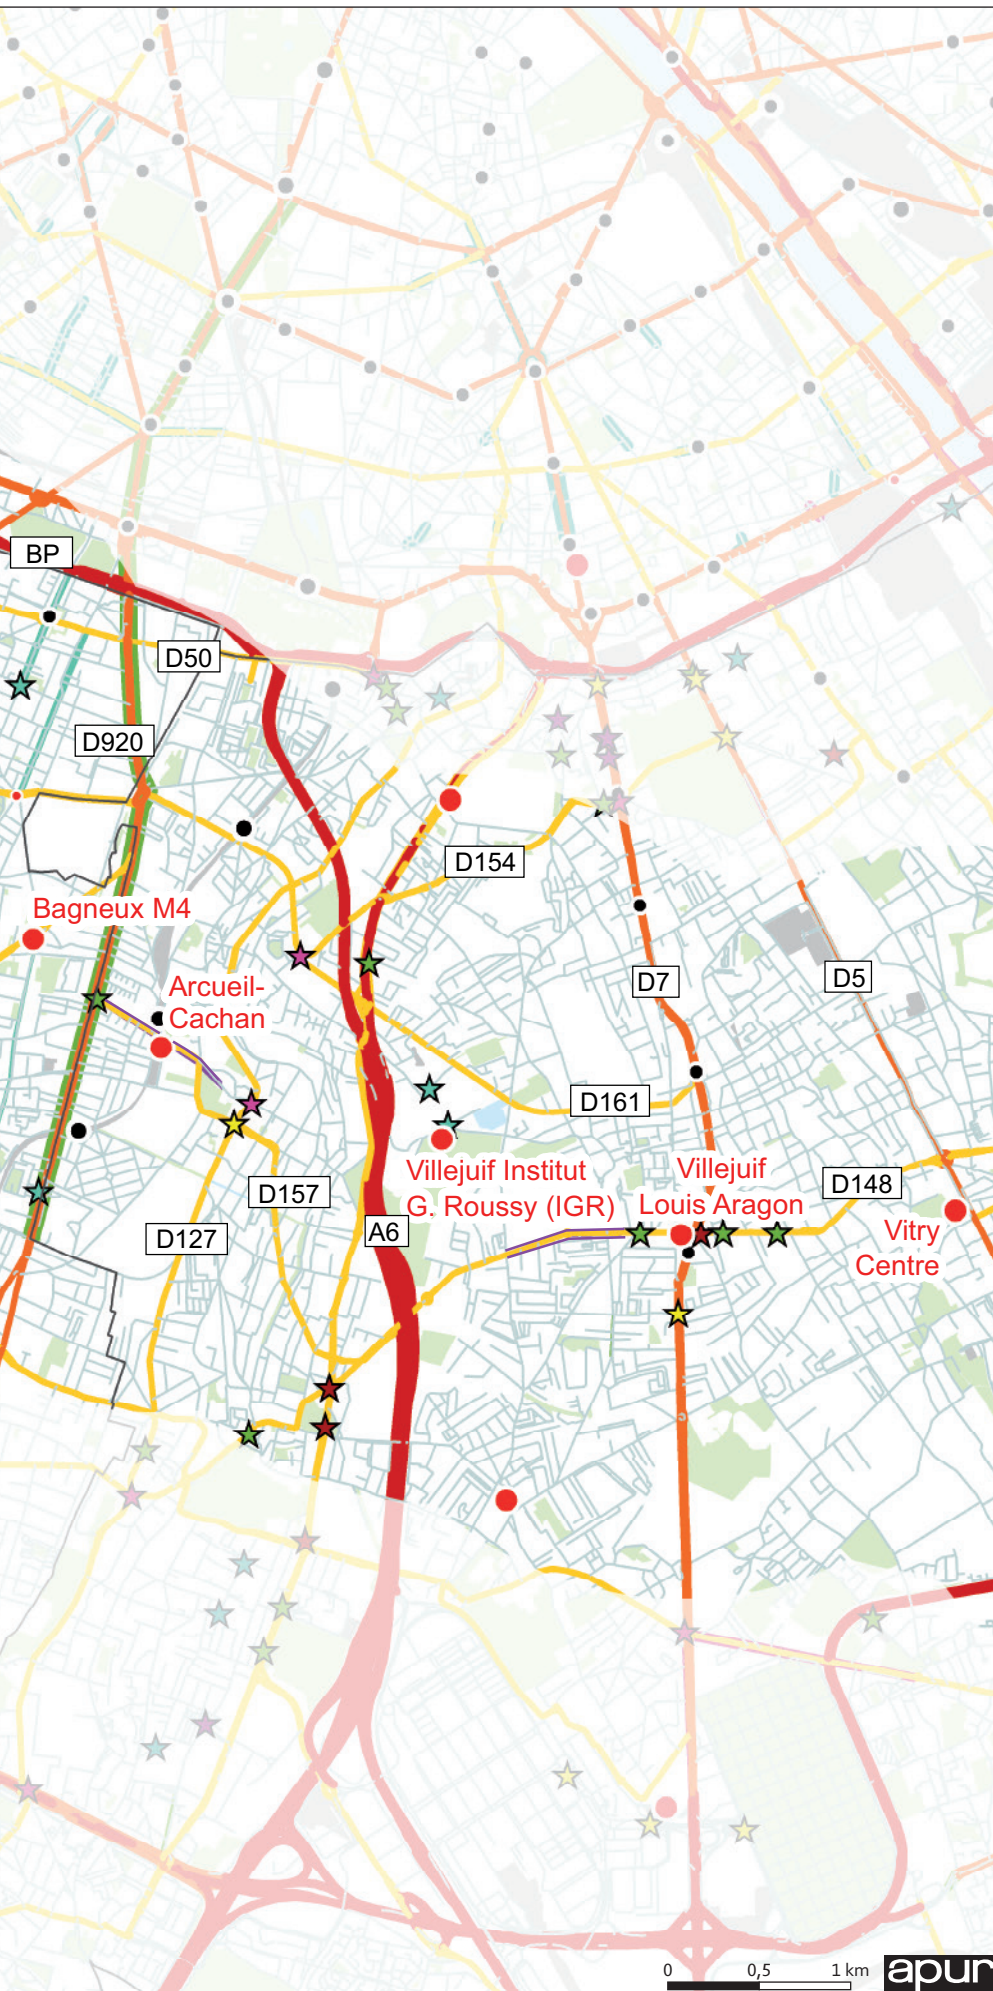 BP
D50
D920
D154
Bagneux M4
D7
D5
Arcueil-
Cachan
D161
Villejuif Institut
G. Roussy (IGR)
Villejuif
Louis Aragon
D148
D157
D127
A6
Vitry
Centre
0 0,5 1 km
apur